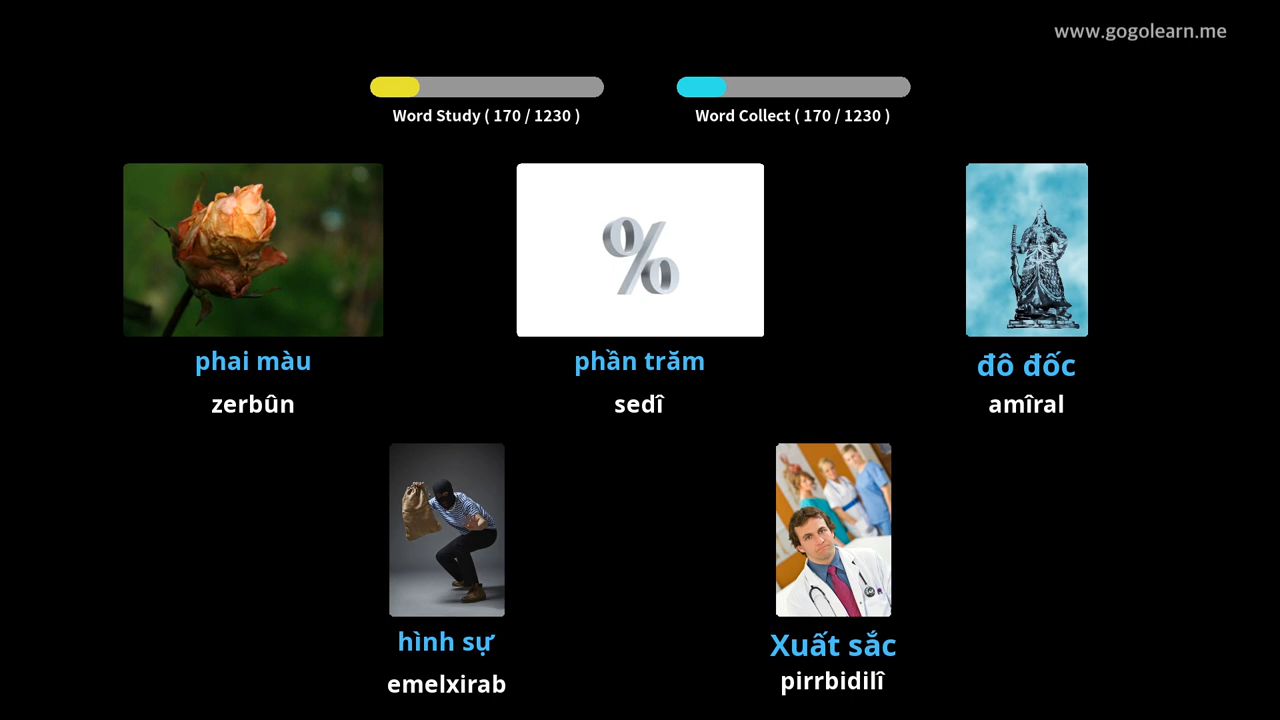 www.gogolearn.me
Word Study ( 170 / 1230 )
Word Collect ( 170 / 1230 )
%
phai màu
phần trăm
đô đốc
zerbûn
sedî
amîral
hình sự
Xuất sắc
emelxirab
pirrbidilî